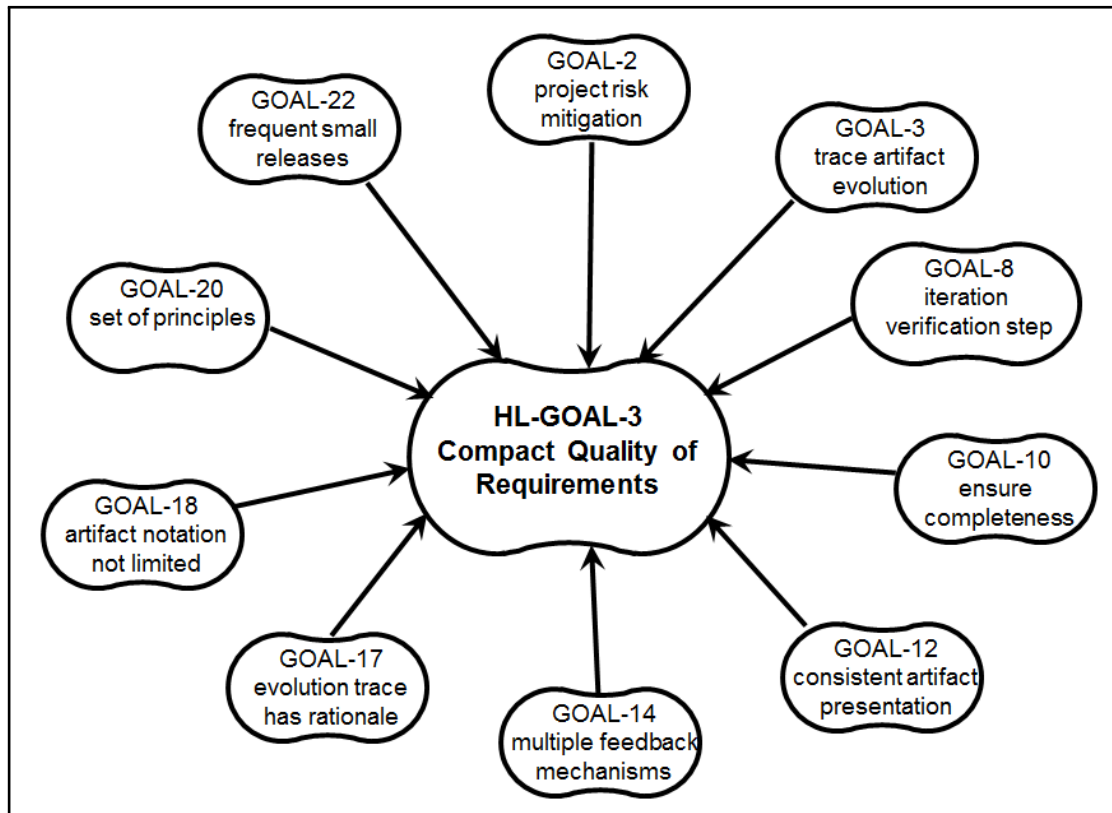 GOAL-2
project risk
mitigation
GOAL-22
frequent small
releases
GOAL-3
trace artifact
evolution
GOAL-20
set of principles
GOAL-8
iteration
verification step
HL-GOAL-3
Compact Quality of
Requirements
GOAL-18
artifact notation
not limited
GOAL-10
ensure
completeness
GOAL-17
evolution trace
has rationale
GOAL-14
multiple feedback
mechanisms
GOAL-12
consistent artifact
presentation